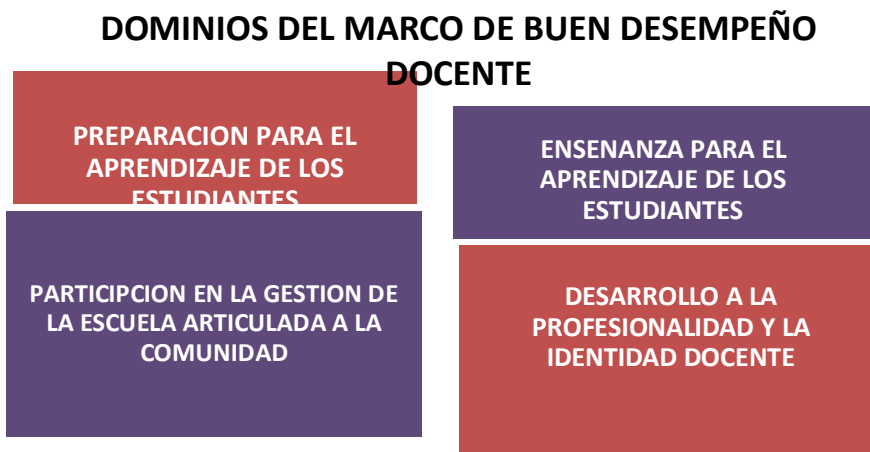 DOMINIOS DEL MARCO DE BUEN DESEMPEÑO
DOCENTE
PREPARACION PARA EL
APRENDIZAJE DE LOS
ESTUDIANTES
ENSENANZA PARA EL
APRENDIZAJE DE LOS
ESTUDIANTES
PARTICIPCION EN LA GESTION DE
LA ESCUELA ARTICULADA A LA
COMUNIDAD
DESARROLLO A LA
PROFESIONALIDAD Y LA
IDENTIDAD DOCENTE